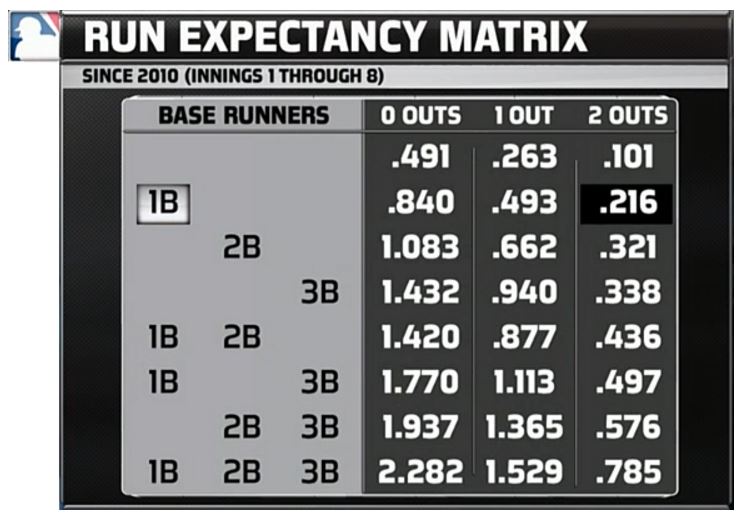 RUN EXPECTANCY MATRIX
SINCE 2010 (INNINGS 1 THROUGH 8)
BASE RUNNERS 0 OUTS 1 OUT 2 OUTS
.491 .263 .101
1B .840 .493 .216
2B 1.083 .662 .321
3B 1.432 .940 .338
1B 2B 1.420 .877 .436
1B 3B 1.770 1.113 .497
2B 3B 1.937 1.365 .576
1B 2B 3B 2.282 1.529 .785